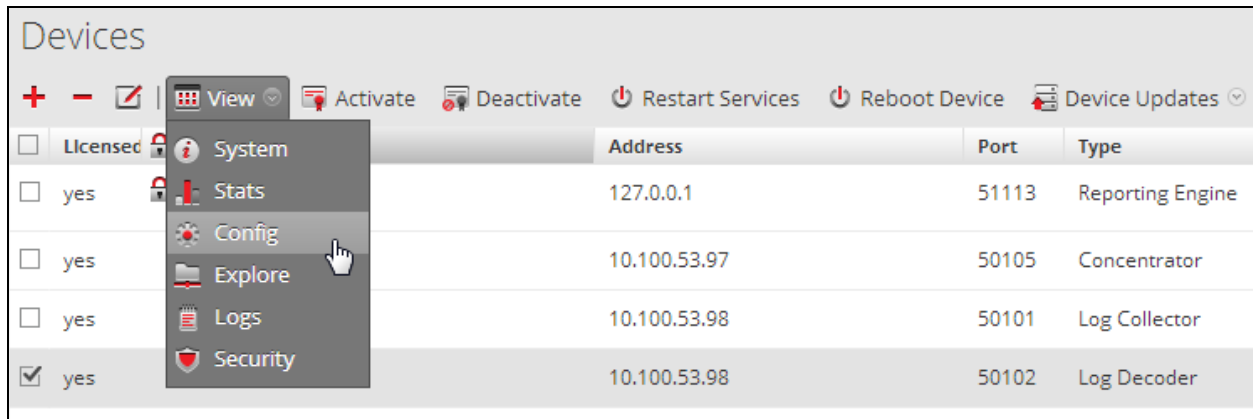 Devices
View Activate Deactivate Restart Services Reboot Device Device Updates
Licensed Address Port Type
System
yes Stats 127.0.0.1 51113 Reporting Engine
Config
yes 10.100.53.97 50105 Concentrator
Explore
yes Logs 10.100.53.98 50101 Log Collector
Security
yes 10.100.53.98 50102 Log Decoder